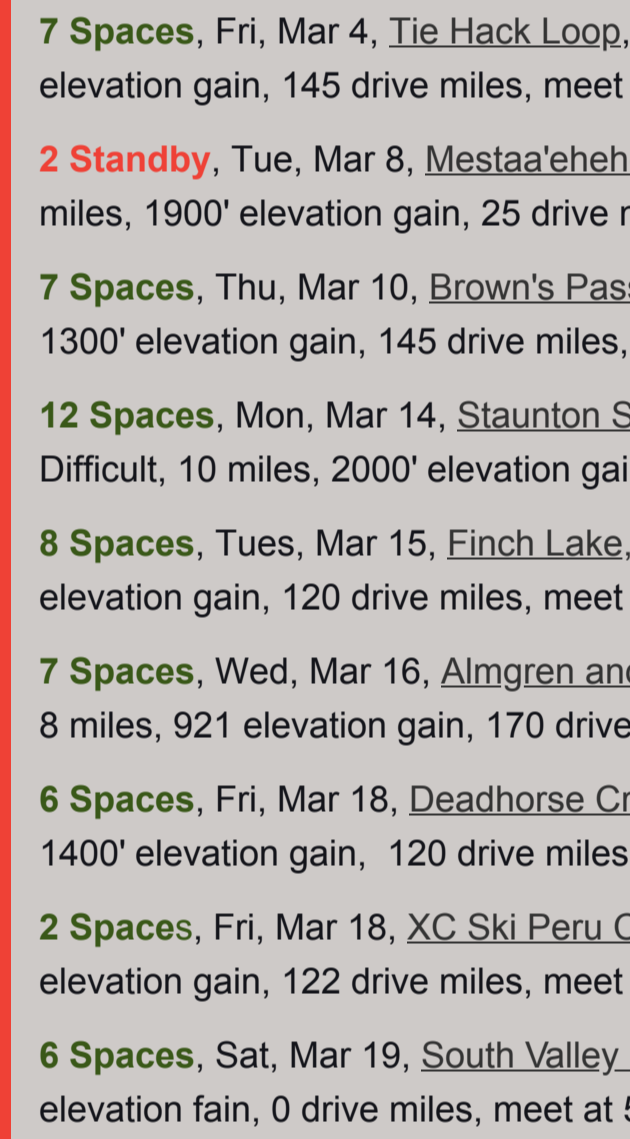 7 Spaces, Fri, Mar 4, Tie Hack Loop,
elevation gain, 145 drive miles, meet
2 Standby, Tue, Mar 8, Mestaa'eheh
miles, 1900' elevation gain, 25 drive
7 Spaces, Thu, Mar 10, Brown's Pas
1300' elevation gain, 145 drive miles,
12 Spaces, Mon, Mar 14, Staunton S
Difficult, 10 miles, 2000' elevation gai
8 Spaces, Tues, Mar 15, Finch Lake,
elevation gain, 120 drive miles, meet
7 Spaces, Wed, Mar 16, Almgren and
8 miles, 921 elevation gain, 170 drive
6 Spaces, Fri, Mar 18, Deadhorse Cr
1400' elevation gain,  120 drive miles
2 Spaces, Fri, Mar 18, XC Ski Peru C
elevation gain, 122 drive miles, meet
6 Spaces, Sat, Mar 19, South Valley
elevation fain, 0 drive miles, meet at 5